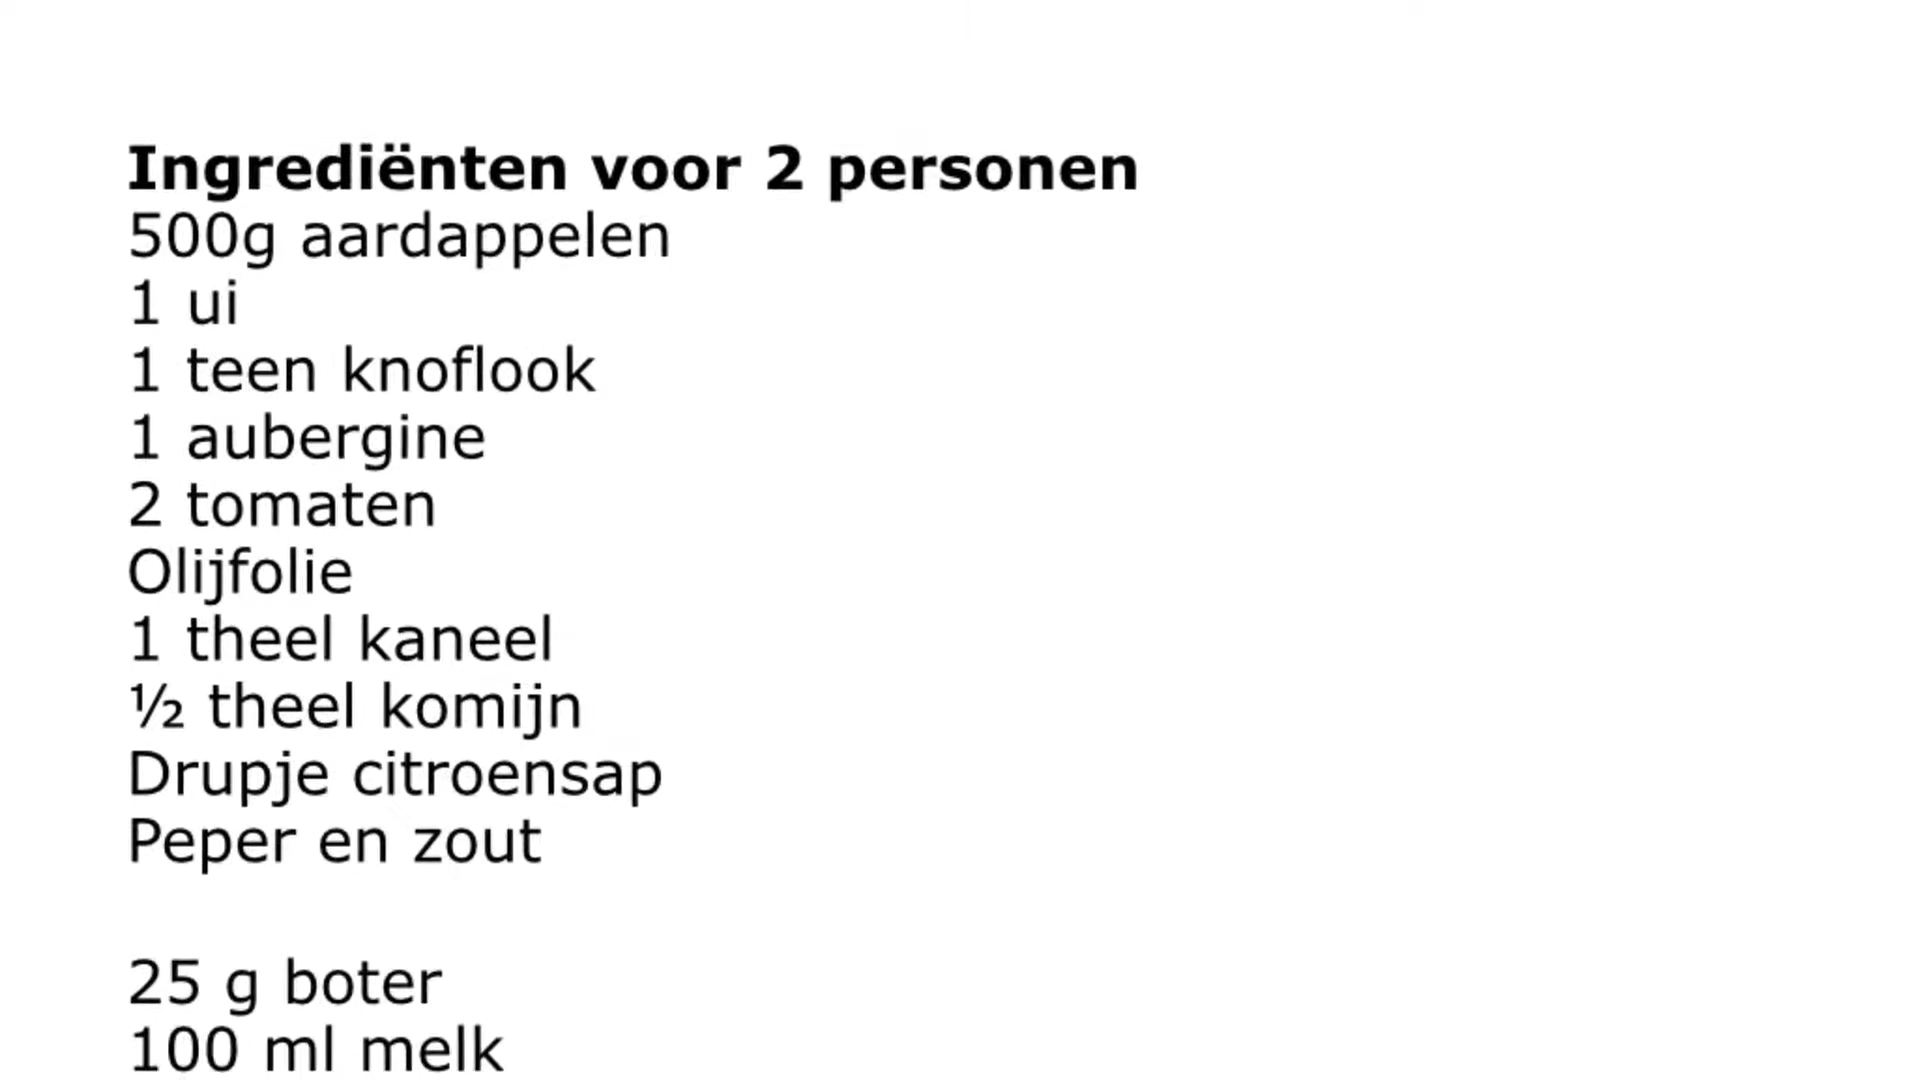 Ingrediënten voor 2 personen
500g aardappelen
1 ui
1 teen knoflook
1 aubergine
2 tomaten
Olijfolie
1 theel kaneel
½ theel komijn
Drupje citroensap
Peper en zout
25 g boter
100 ml melk